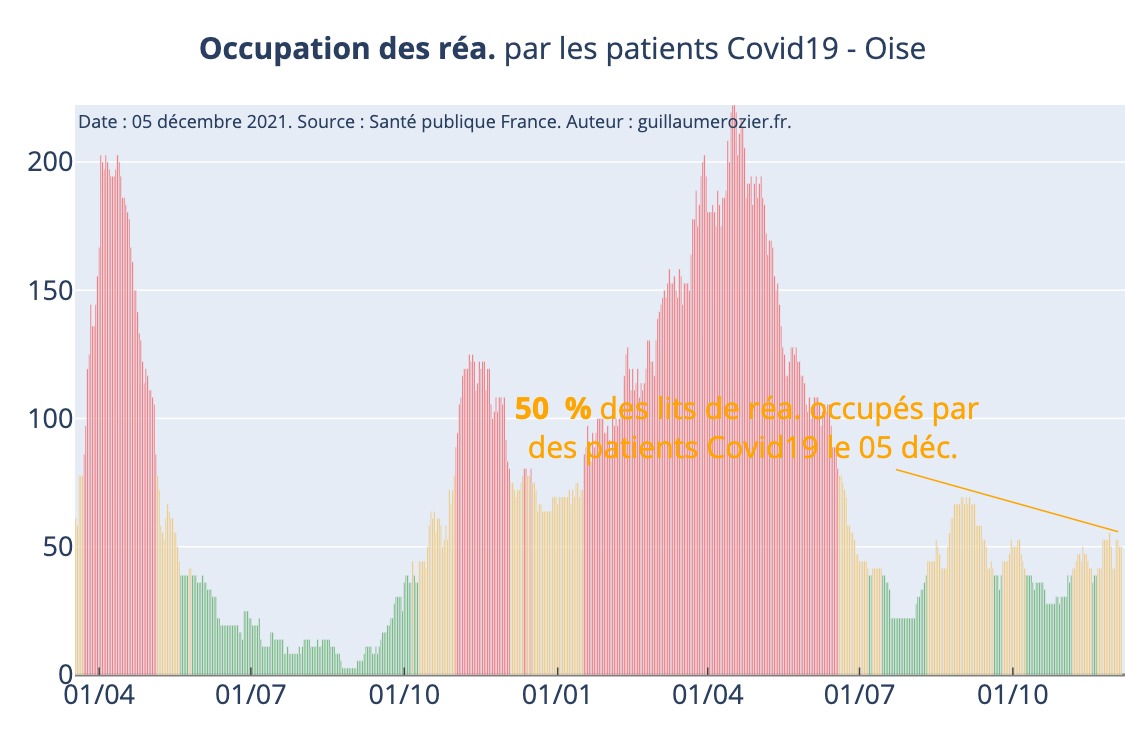 Occupation des réa. par les patients Covid19 - Oise
Date : 05 décembre 2021. Source : Santé publique France. Auteur : guillaumerozier.fr.
200
150
100
50 % des lits de réa. occupés par
des patients Covid19 le 05 déc.
50
0
01/04 01/07 01/10 01/01 01/04 01/07 01/10